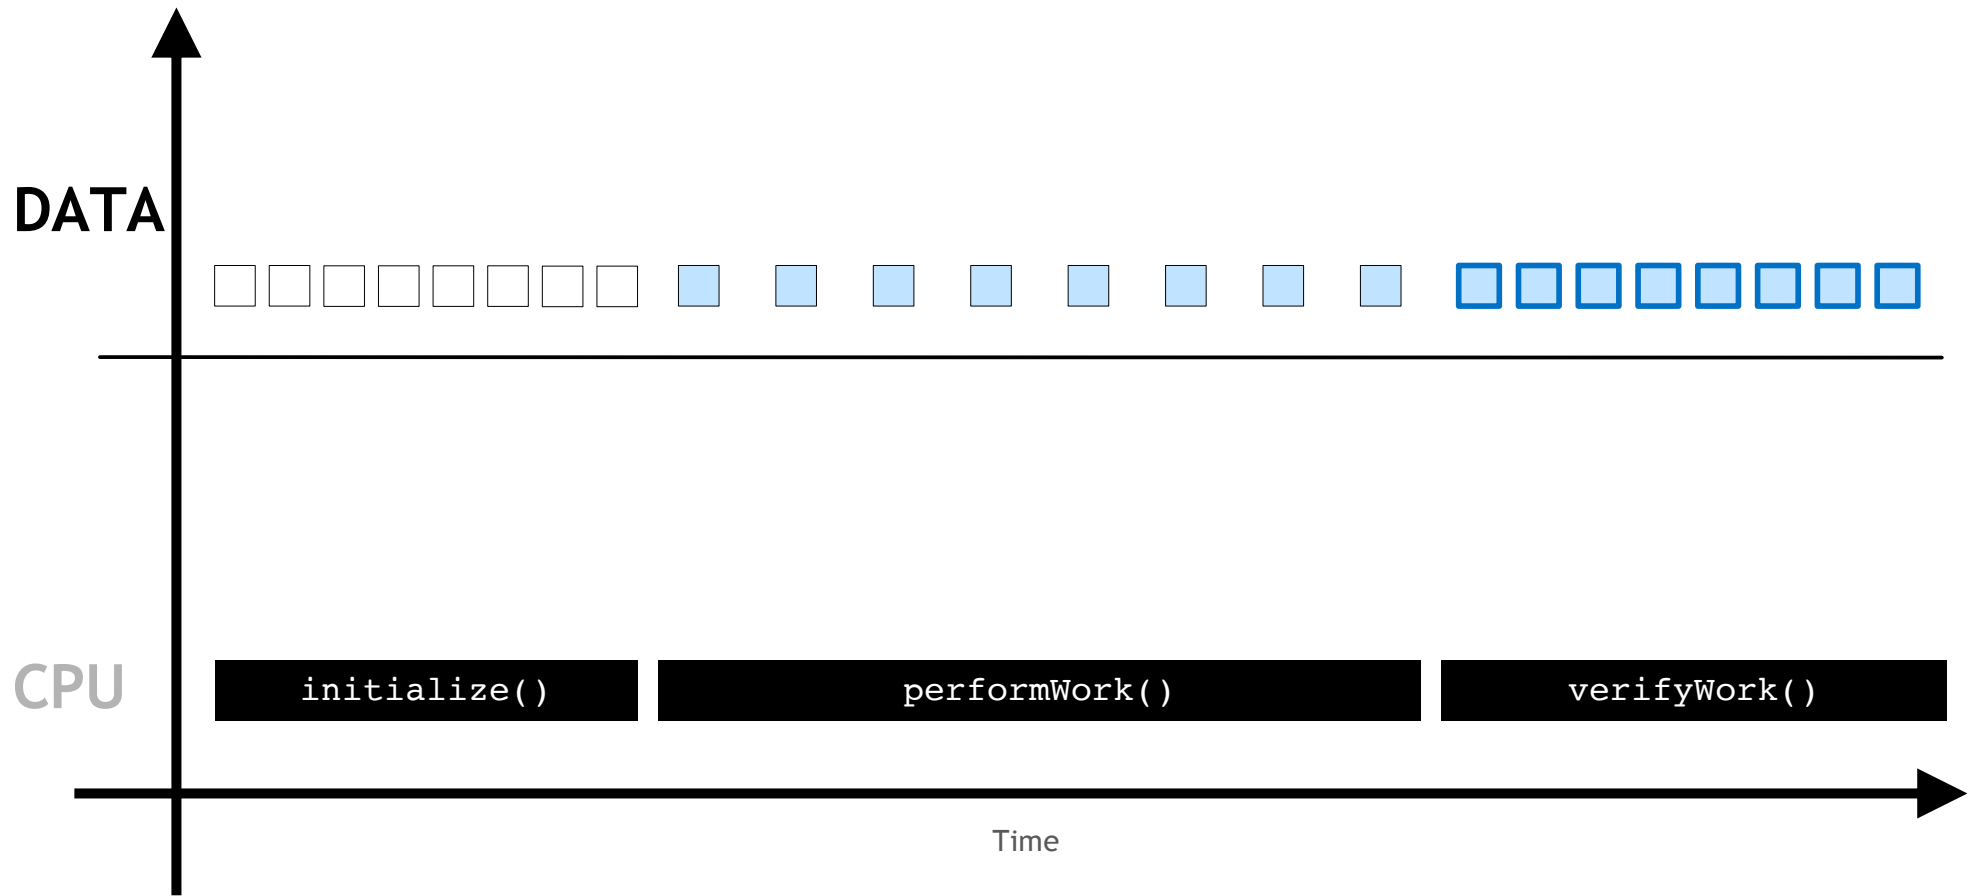 DATA
CPU
initialize()
performWork()
verifyWork()
Time